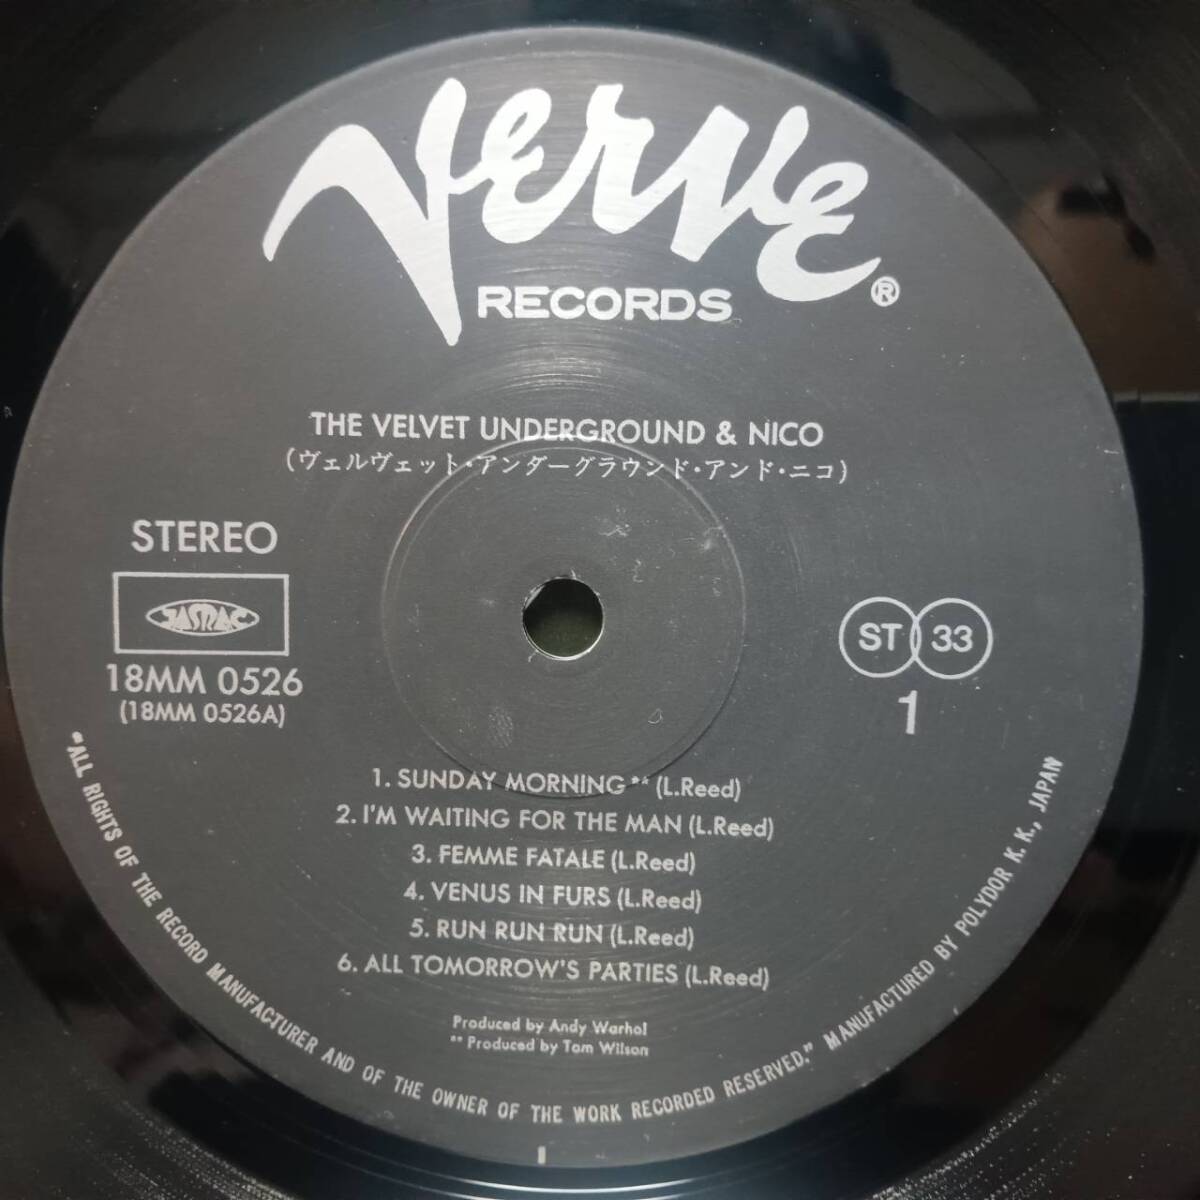 Verve
RECORDS ®
THE VELVET UNDERGROUND & NICO
(ヴェルヴェット・アンダーグラウンド・アンド・ニコ)
STEREO
JASRAC
18MM 0526
(18MM 0526A)
ST 33
1
1. SUNDAY MORNING ** (L.Reed)
2. I'M WAITING FOR THE MAN (L.Reed)
3. FEMME FATALE (L.Reed)
4. VENUS IN FURS (L.Reed)
5. RUN RUN RUN (L.Reed)
6. ALL TOMORROW'S PARTIES (L.Reed)
Produced by Andy Warhol
** Produced by Tom Wilson
"ALL RIGHTS OF THE RECORD MANUFACTURER AND OF THE OWNER OF THE WORK RECORDED RESERVED." MANUFACTURED BY POLYDOR K. K., JAPAN